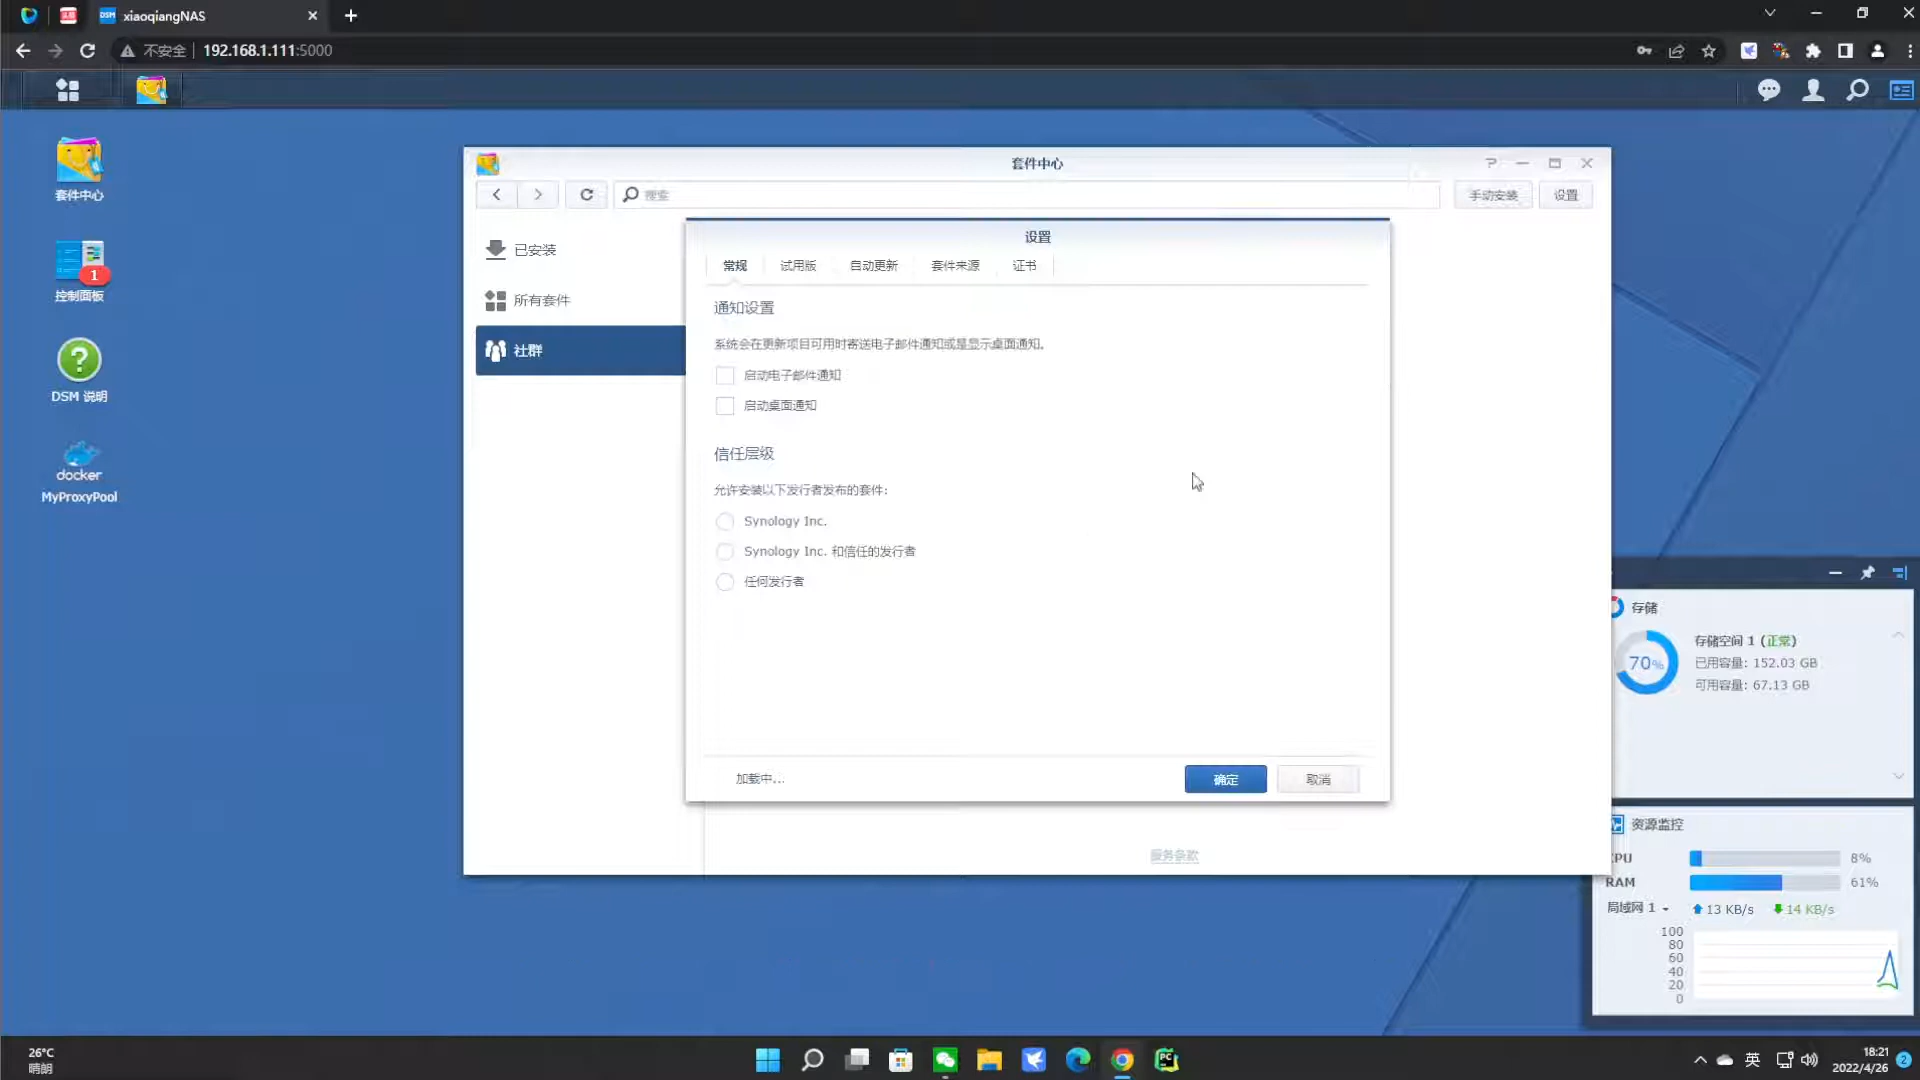 xiaoqiangNAS
不安全
192.168.1.111:5000
套件中心
控制面板
1
DSM 说明
docker
MyProxyPool
套件中心
搜索
手动安装
设置
已安装
所有套件
社群
设置
常规
试用版
自动更新
套件来源
证书
通知设置
系统会在更新项目可用时寄送电子邮件通知或是显示桌面通知。
启动电子邮件通知
启动桌面通知
信任层级
允许安装以下发行者发布的套件:
Synology Inc.
Synology Inc. 和信任的发行者
任何发行者
加载中...
确定
取消
服务条款
存储
70%
存储空间 1 (正常)
已用容量: 152.03 GB
可用容量: 67.13 GB
资源监控
CPU
8%
RAM
61%
局域网 1
13 KB/s
14 KB/s
100
80
60
40
20
0
26°C
晴朗
英
18:21
2022/4/26
2